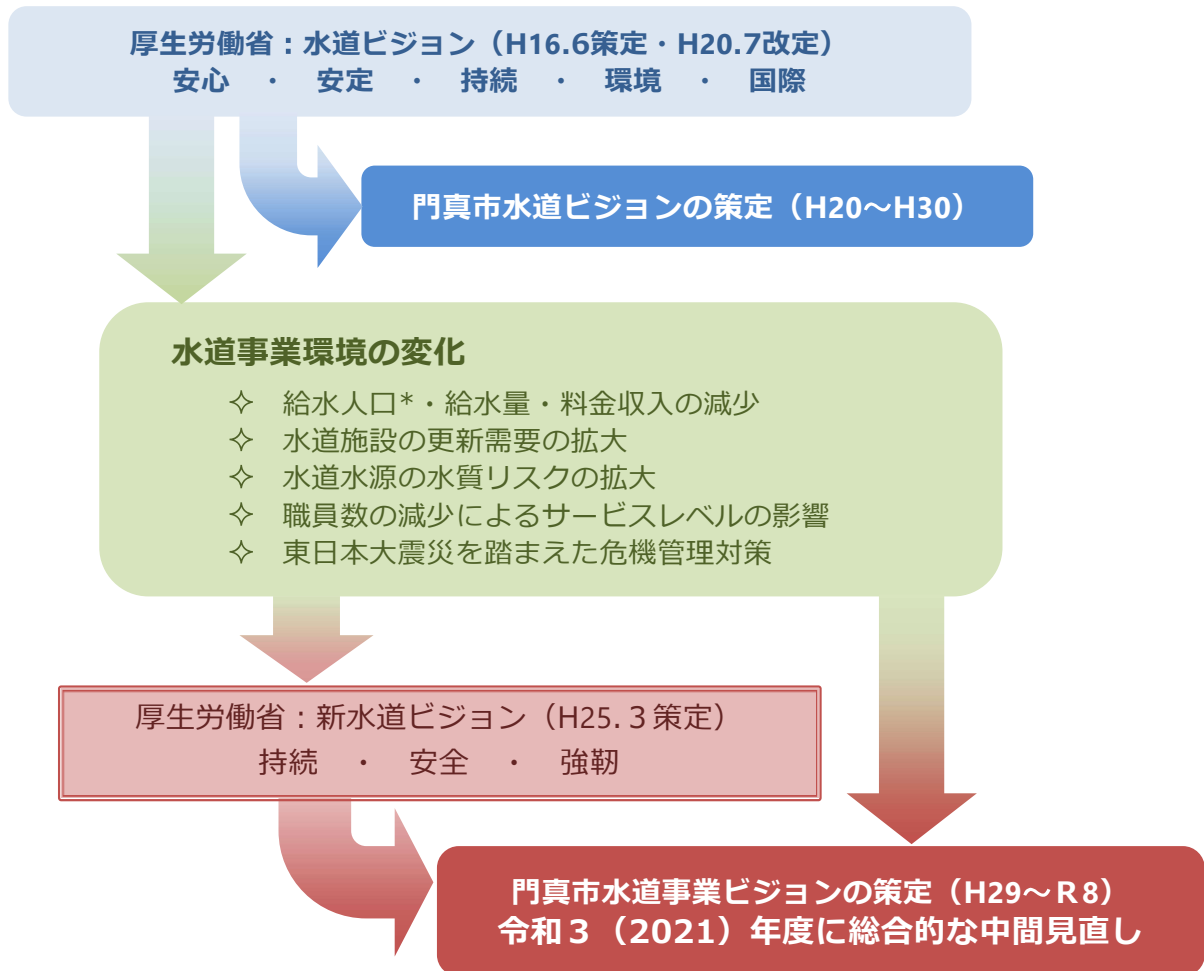 厚生労働省：水道ビジョン（H16.6策定・H20.7改定）
安心　・　安定　・　持続　・　環境　・　国際
門真市水道ビジョンの策定（H20～H30）
水道事業環境の変化
✧　給水人口*・給水量・料金収入の減少
✧　水道施設の更新需要の拡大
✧　水道水源の水質リスクの拡大
✧　職員数の減少によるサービスレベルの影響
✧　東日本大震災を踏まえた危機管理対策
厚生労働省：新水道ビジョン（H25.３策定）
持続　・　安全　・　強靭
門真市水道事業ビジョンの策定（H29～Ｒ8）
令和３（2021）年度に総合的な中間見直し